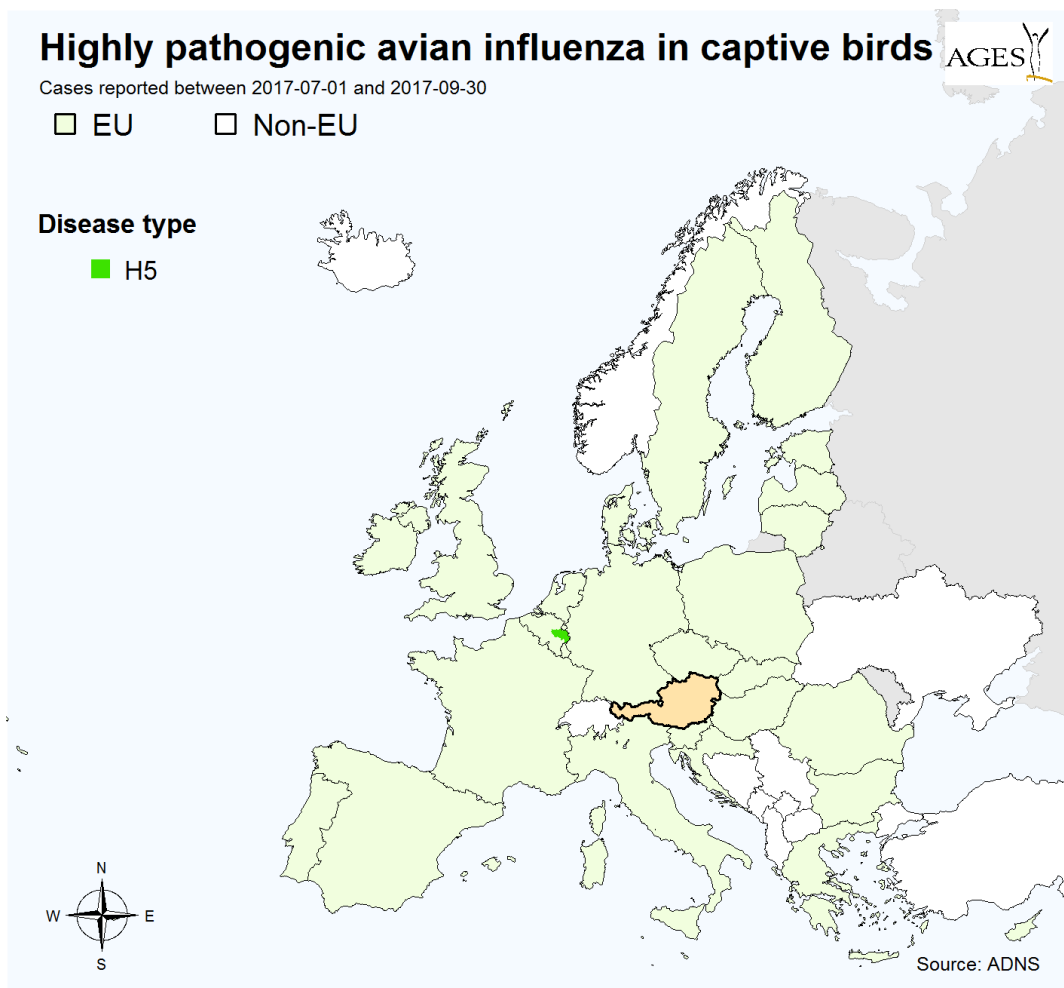 Highly pathogenic avian influenza in captive birds
AGES
Cases reported between 2017-07-01 and 2017-09-30
EU
Non-EU
Disease type
H5
N
W
E
S
Source: ADNS